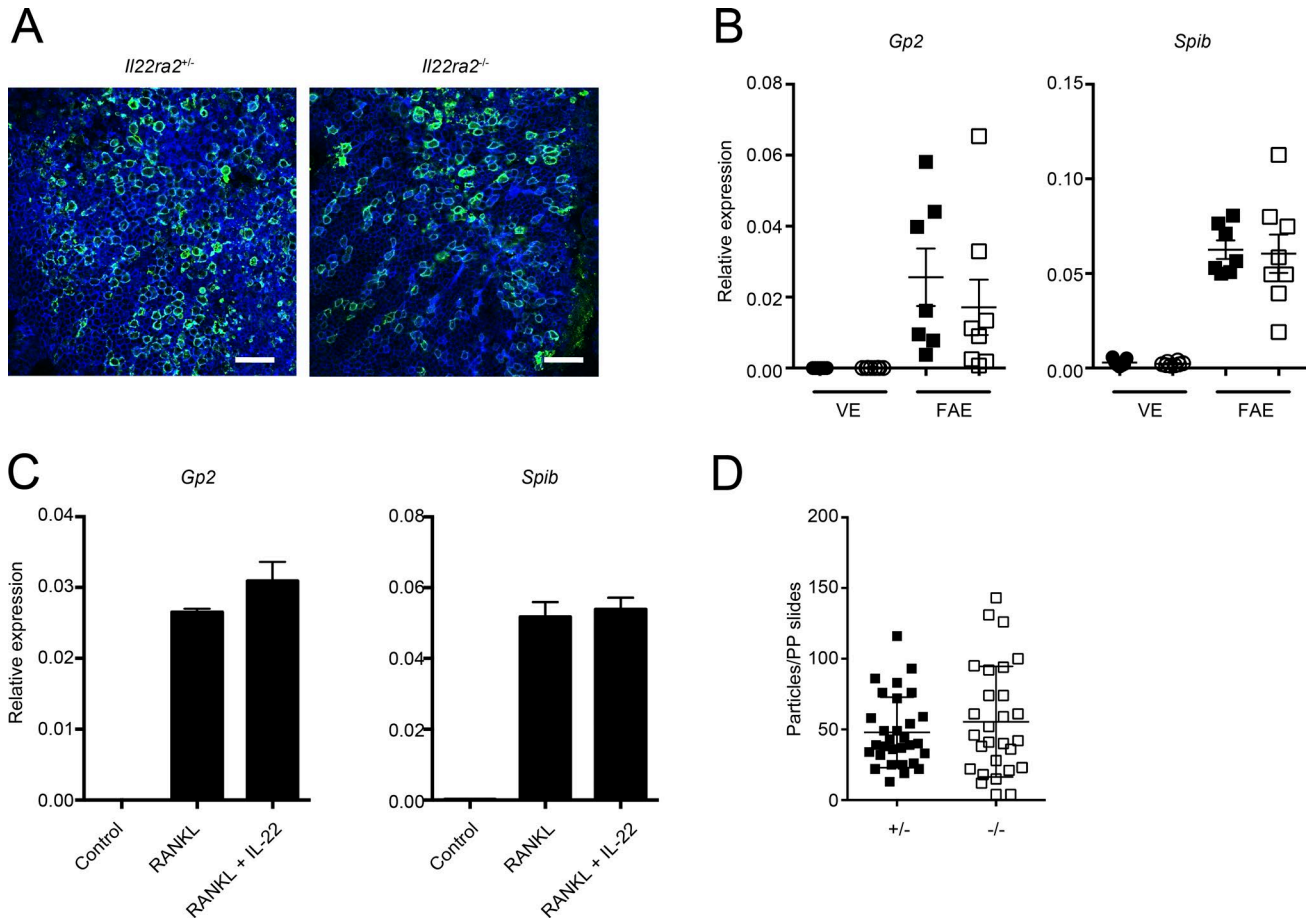 A
Il22ra2+/-
Il22ra2-/-
B
Gp2
Spib
Relative expression
0.08
0.06
0.04
0.02
0.00
VE
FAE
0.15
0.10
0.05
0.00
VE
FAE
C
Gp2
Spib
Relative expression
0.04
0.03
0.02
0.01
0.00
Control
RANKL
RANKL + IL-22
0.08
0.06
0.04
0.02
0.00
Control
RANKL
RANKL + IL-22
D
Particles/PP slides
200
150
100
50
0
+/-
-/-